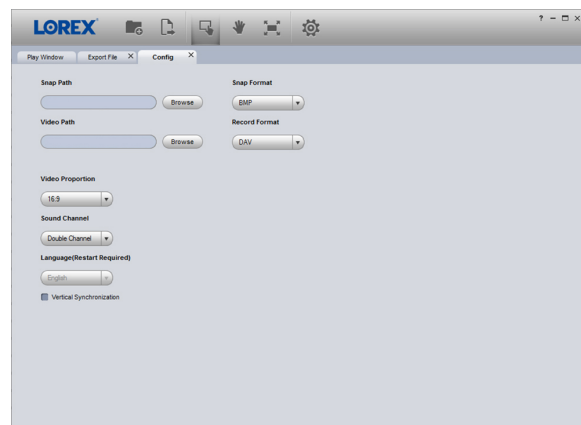 LOREX
? – □ ×
Play Window Export File X Config X
Snap Path Snap Format
Browse BMP
Video Path Record Format
Browse DAV
Video Proportion
16:9
Sound Channel
Double Channel
Language(Restart Required)
English
Vertical Synchronization